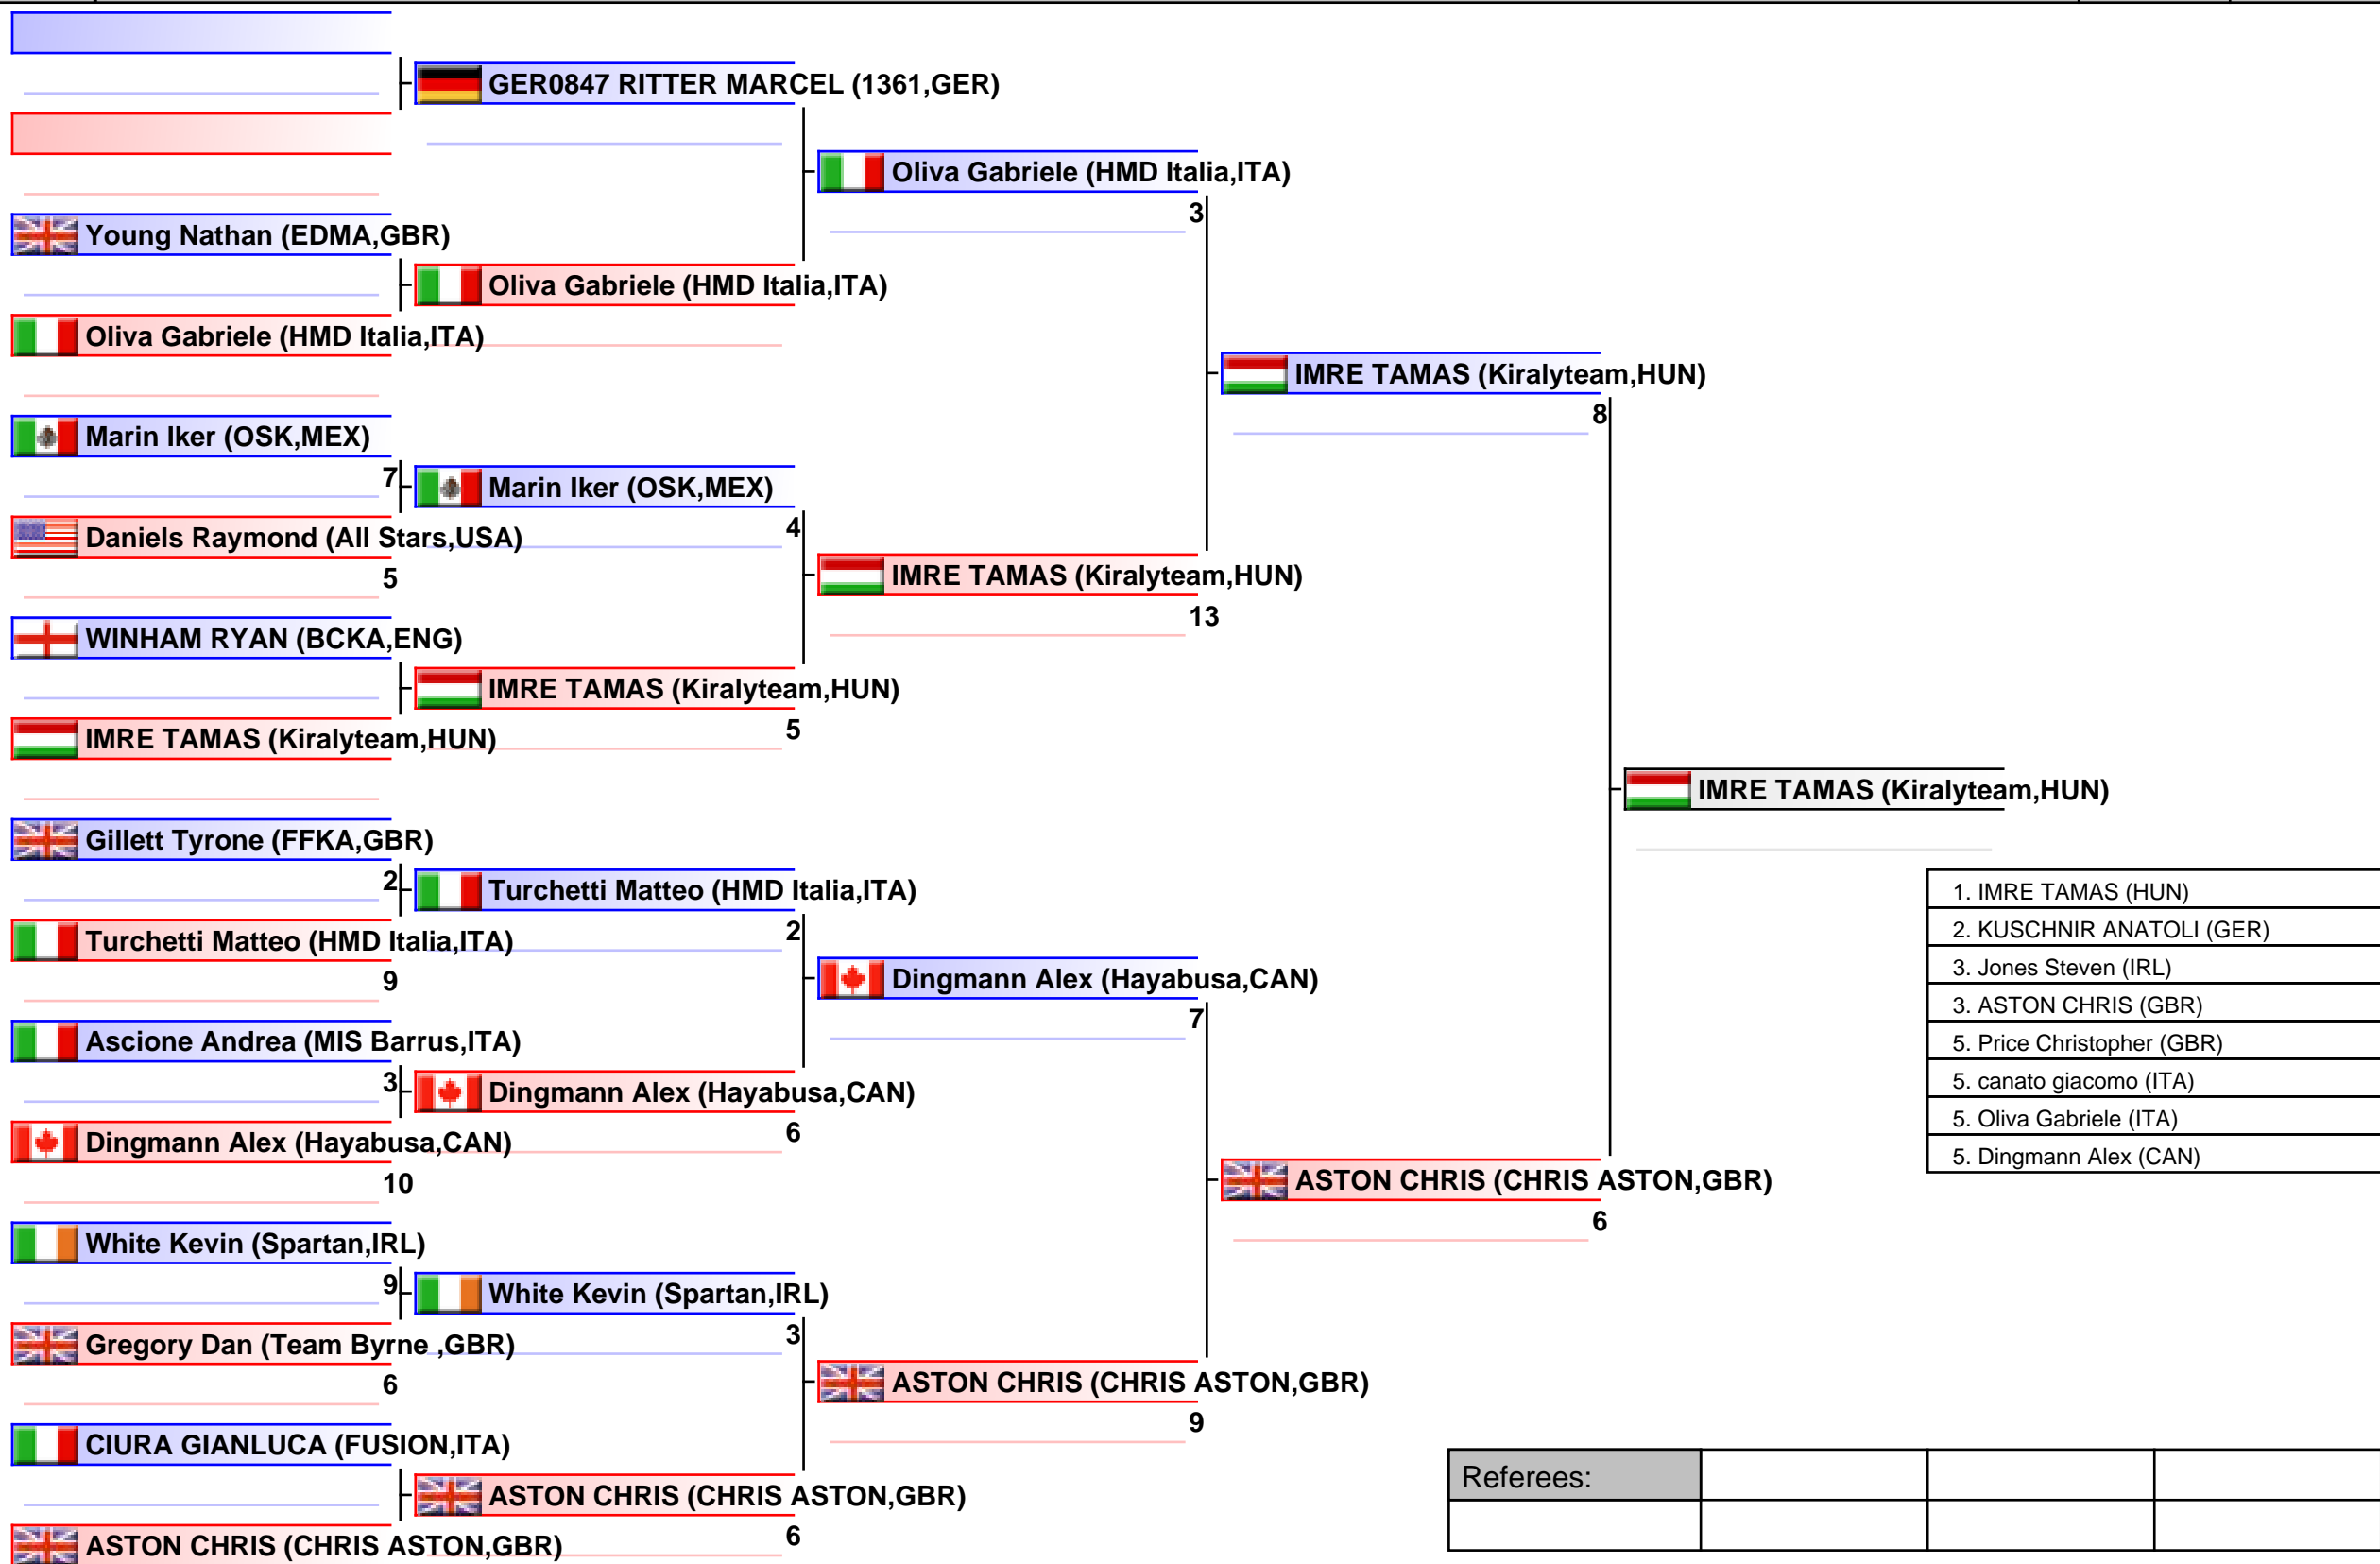 GER0847 RITTER MARCEL (1361,GER)
Oliva Gabriele (HMD Italia,ITA)
3
Young Nathan (EDMA,GBR)
Oliva Gabriele (HMD Italia,ITA)
Oliva Gabriele (HMD Italia,ITA)
IMRE TAMAS (Kiralyteam,HUN)
8
Marin Iker (OSK,MEX)
7
Marin Iker (OSK,MEX)
4
Daniels Raymond (All Stars,USA)
5
IMRE TAMAS (Kiralyteam,HUN)
13
WINHAM RYAN (BCKA,ENG)
IMRE TAMAS (Kiralyteam,HUN)
5
IMRE TAMAS (Kiralyteam,HUN)
IMRE TAMAS (Kiralyteam,HUN)
Gillett Tyrone (FFKA,GBR)
2
Turchetti Matteo (HMD Italia,ITA)
2
Turchetti Matteo (HMD Italia,ITA)
9
Dingmann Alex (Hayabusa,CAN)
7
Ascione Andrea (MIS Barrus,ITA)
3
Dingmann Alex (Hayabusa,CAN)
6
Dingmann Alex (Hayabusa,CAN)
10
ASTON CHRIS (CHRIS ASTON,GBR)
6
White Kevin (Spartan,IRL)
9
White Kevin (Spartan,IRL)
3
Gregory Dan (Team Byrne ,GBR)
6
ASTON CHRIS (CHRIS ASTON,GBR)
9
CIURA GIANLUCA (FUSION,ITA)
ASTON CHRIS (CHRIS ASTON,GBR)
6
ASTON CHRIS (CHRIS ASTON,GBR)
1. IMRE TAMAS (HUN)
2. KUSCHNIR ANATOLI (GER)
3. Jones Steven (IRL)
3. ASTON CHRIS (GBR)
5. Price Christopher (GBR)
5. canato giacomo (ITA)
5. Oliva Gabriele (ITA)
5. Dingmann Alex (CAN)
Referees: